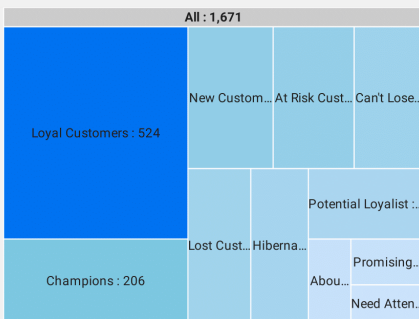 All : 1,671
Loyal Customers : 524
New Custom...
At Risk Cust...
Can't Lose...
Lost Cust...
Hiberna...
Potential Loyalist :...
Champions : 206
Abou...
Promising...
Need Atten...